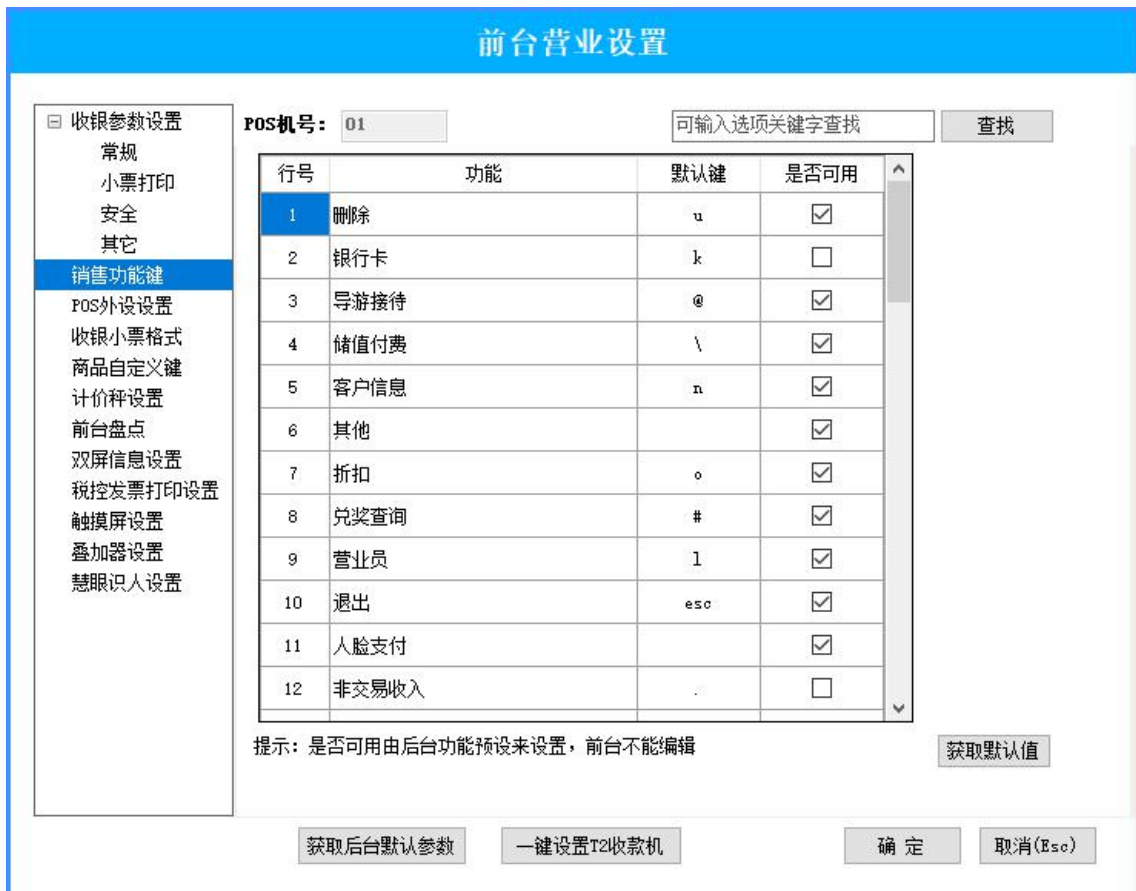 前台营业设置
收银参数设置
常规
小票打印
安全
其它
销售功能键
POS外设设置
收银小票格式
商品自定义键
计价秤设置
前台盘点
双屏信息设置
税控发票打印设置
触摸屏设置
叠加器设置
慧眼识人设置
POS机号： 01 可输入选项关键字查找 查找
行号 功能 默认键 是否可用
1 删除 u
2 银行卡 k
3 导游接待 @
4 储值付费 \
5 客户信息 n
6 其他
7 折扣 o
8 兑奖查询 #
9 营业员 l
10 退出 esc
11 人脸支付
12 非交易收入 .
提示：是否可用由后台功能预设来设置，前台不能编辑
获取默认值
获取后台默认参数 一键设置T2收款机 确 定 取消(Esc)